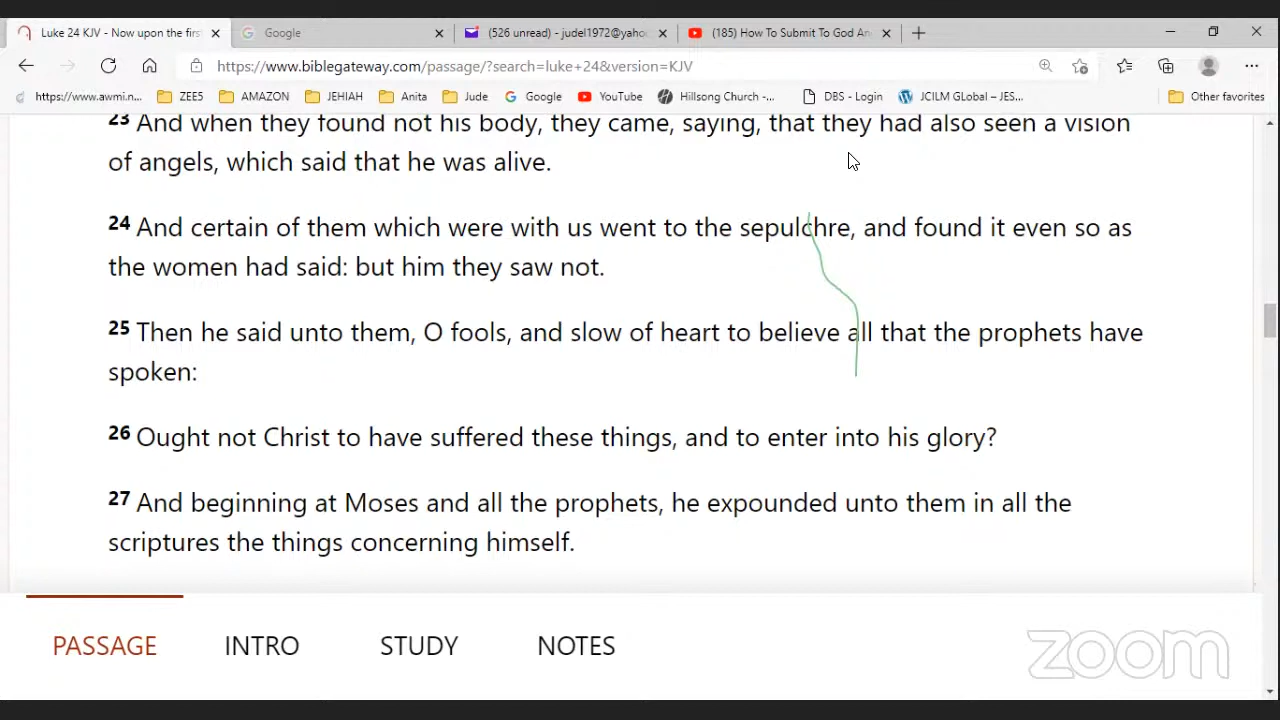 Luke 24 KJV - Now upon the firs
Google
(526 unread) - judel1972@yaho
(185) How To Submit To God An
https://www.biblegateway.com/passage/?search=luke+24&version=KJV
https://www.awmi.n... ZEE5 AMAZON JEHIAH Anita Jude Google YouTube Hillsong Church -... DBS - Login JCILM GLobal – JES... Other favorites
23 And when they found not his body, they came, saying, that they had also seen a vision
of angels, which said that he was alive.
24 And certain of them which were with us went to the sepulchre, and found it even so as
the women had said: but him they saw not.
25 Then he said unto them, O fools, and slow of heart to believe all that the prophets have
spoken:
26 Ought not Christ to have suffered these things, and to enter into his glory?
27 And beginning at Moses and all the prophets, he expounded unto them in all the
scriptures the things concerning himself.
PASSAGE INTRO STUDY NOTES
zoom